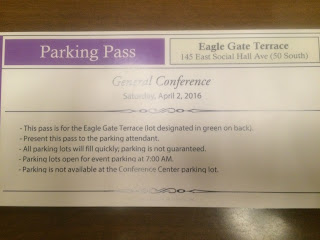 Parking Pass
Eagle Gate Terrace
145 East Social Hall Ave (50 South)
General Conference
Saturday, April 2, 2016
- This pass is for the Eagle Gate Terrace (lot designated in green on back).
- Present this pass to the parking attendant.
- All parking lots will fill quickly; parking is not guaranteed.
- Parking lots open for event parking at 7:00 AM.
- Parking is not available at the Conference Center parking lot.